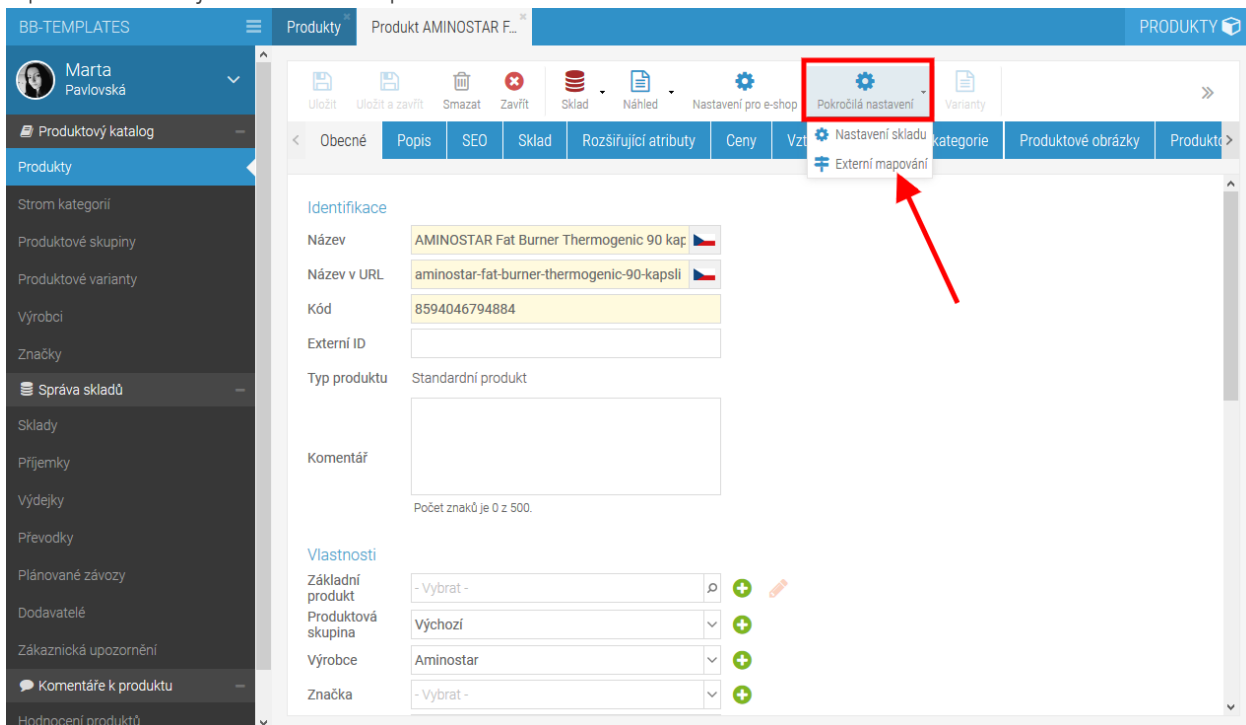 BB-TEMPLATES
Produkty
Produkt AMINOSTAR F...
PRODUKTY
Marta
Pavlovská
Produktový katalog
Produkty
Strom kategorií
Produktové skupiny
Produktové varianty
Výrobci
Značky
Správa skladů
Sklady
Příjemky
Výdejky
Převodky
Plánované závozy
Dodavatelé
Zákaznická upozornění
Komentáře k produktu
Hodnocení produktů
Uložit
Uložit a zavřít
Smazat
Zavřít
Sklad
Náhled
Nastavení pro e-shop
Pokročilá nastavení
Varianty
Nastavení skladu
Externí mapování
Obecné
Popis
SEO
Sklad
Rozšiřující atributy
Ceny
Vzt
kategorie
Produktové obrázky
Produkto
Identifikace
Název
AMINOSTAR Fat Burner Thermogenic 90 kap
Název v URL
aminostar-fat-burner-thermogenic-90-kapsli
Kód
8594046794884
Externí ID
Typ produktu
Standardní produkt
Komentář
Počet znaků je 0 z 500.
Vlastnosti
Základní
produkt
- Vybrat -
Produktová
skupina
Výchozí
Výrobce
Aminostar
Značka
- Vybrat -